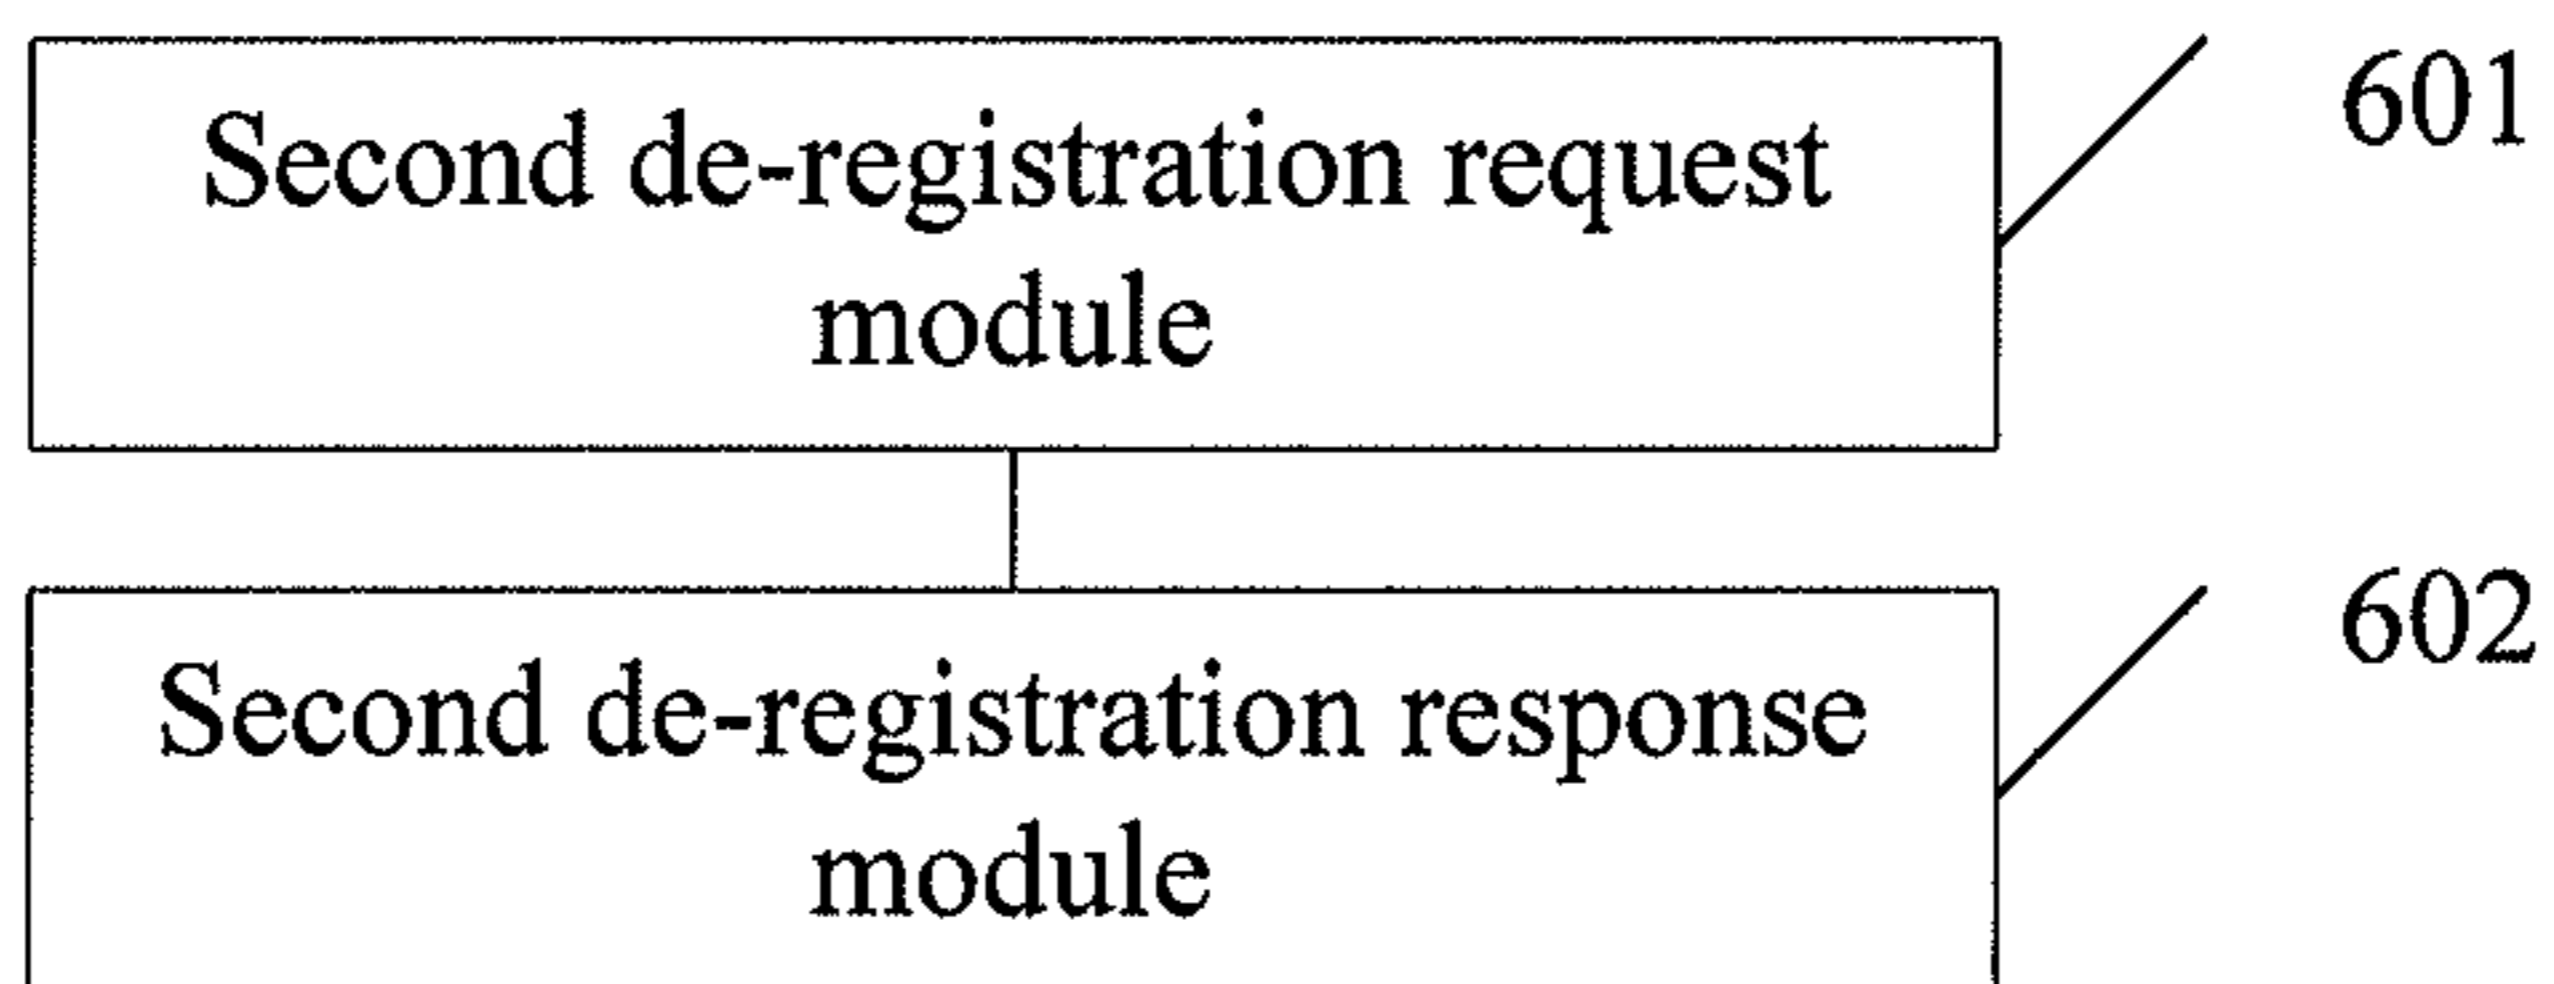 Second de-registration request
module
601
Second de-registration response
module
602